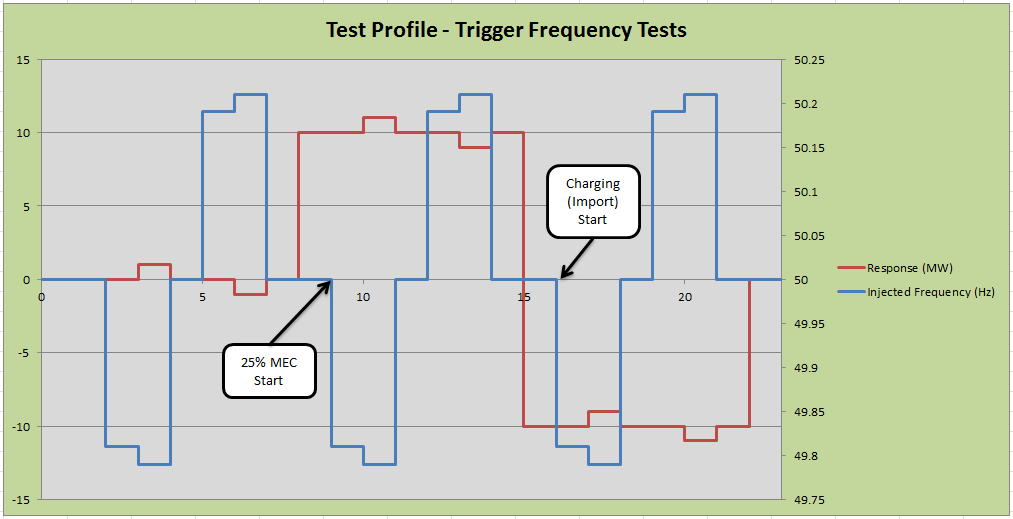 Test Profile - Trigger Frequency Tests
15
10
5
0
-5
-10
-15
0
5
10
15
20
50.25
50.2
50.15
50.1
50.05
50
49.95
49.9
49.85
49.8
49.75
25% MEC
Start
Charging
(Import)
Start
Response (MW)
Injected Frequency (Hz)